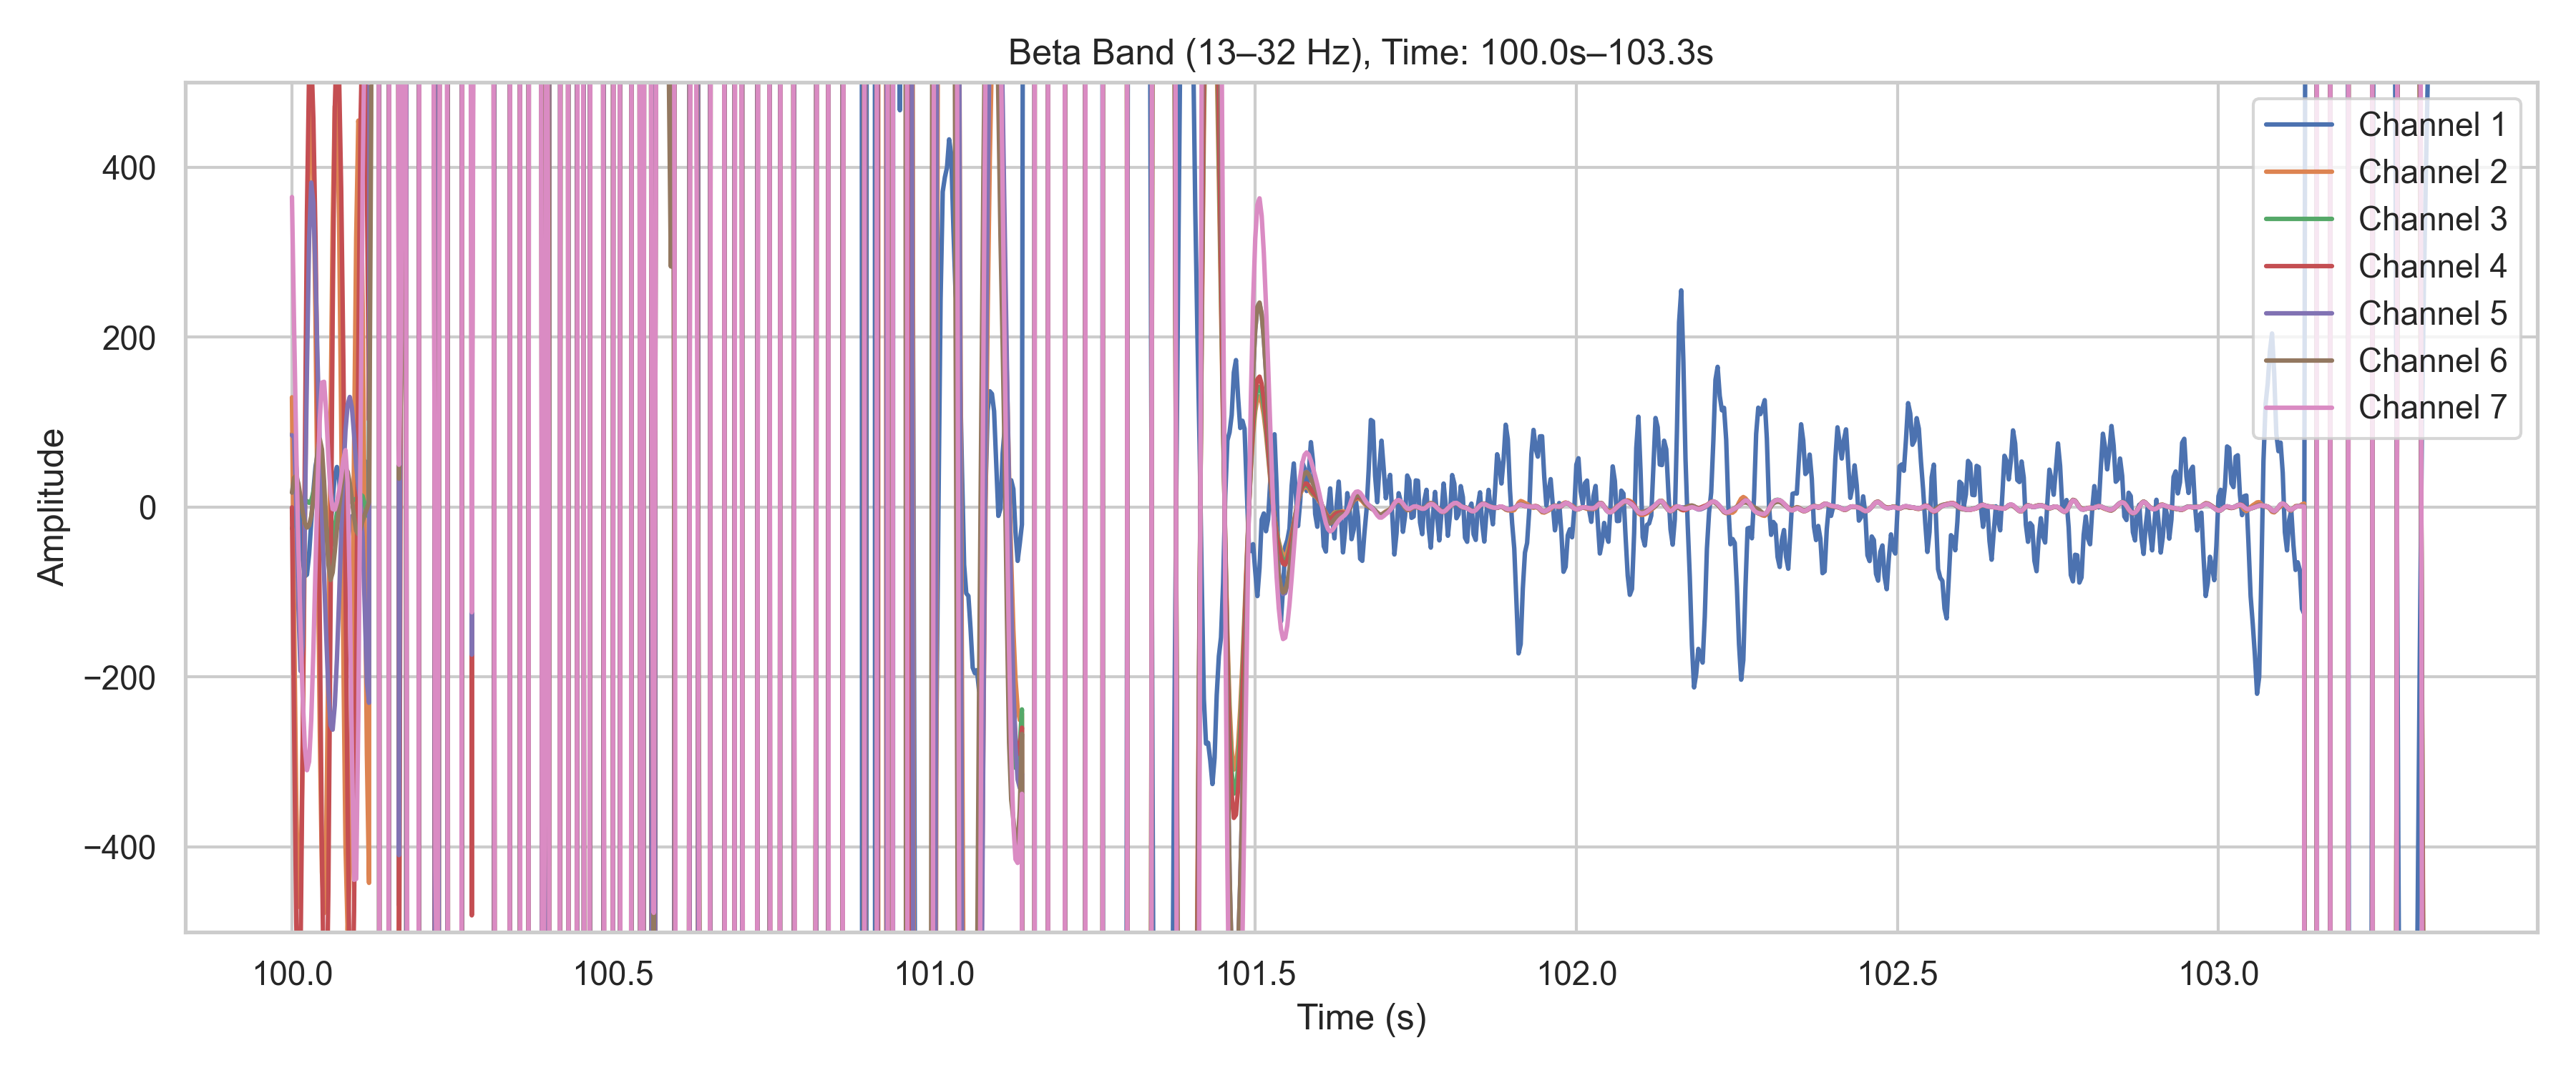 Beta Band (13–32 Hz), Time: 100.0s–103.3s
Amplitude
400
200
0
−200
−400
100.0
100.5
101.0
101.5
102.0
102.5
103.0
Time (s)
Channel 1
Channel 2
Channel 3
Channel 4
Channel 5
Channel 6
Channel 7